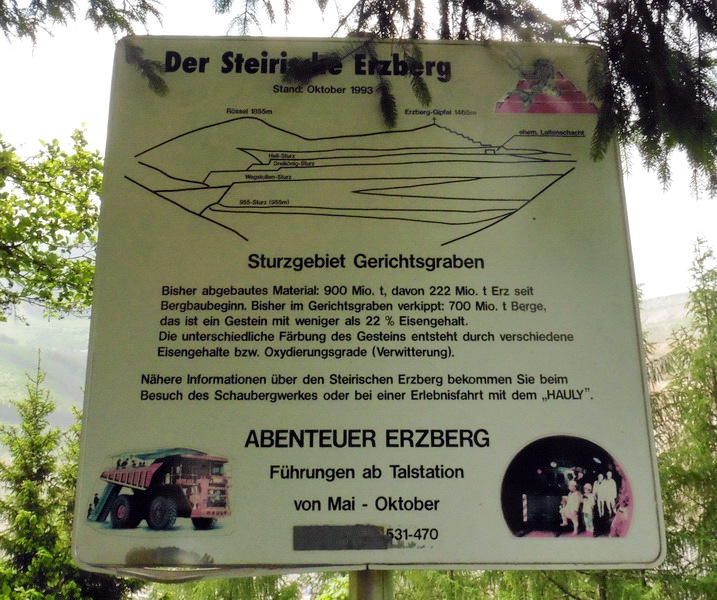 Der Steirische Erzberg
Stand: Oktober 1993
Rössel 1855m
Erzberg-Gipfel 1465m
ehem. Laitenschacht
Hall-Sturz
Dreikönig-Sturz
Wegskullen-Sturz
955-Sturz (955m)
Sturzgebiet Gerichtsgraben
Bisher abgebautes Material: 900 Mio. t, davon 222 Mio. t Erz seit
Bergbaubeginn. Bisher im Gerichtsgraben verkippt: 700 Mio. t Berge,
das ist ein Gestein mit weniger als 22 % Eisengehalt.
Die unterschiedliche Färbung des Gesteins entsteht durch verschiedene
Eisengehalte bzw. Oxydierungsgrade (Verwitterung).
Nähere Informationen über den Steirischen Erzberg bekommen Sie beim
Besuch des Schaubergwerkes oder bei einer Erlebnisfahrt mit dem „HAULY”.
ABENTEUER ERZBERG
Führungen ab Talstation
von Mai - Oktober
531-470